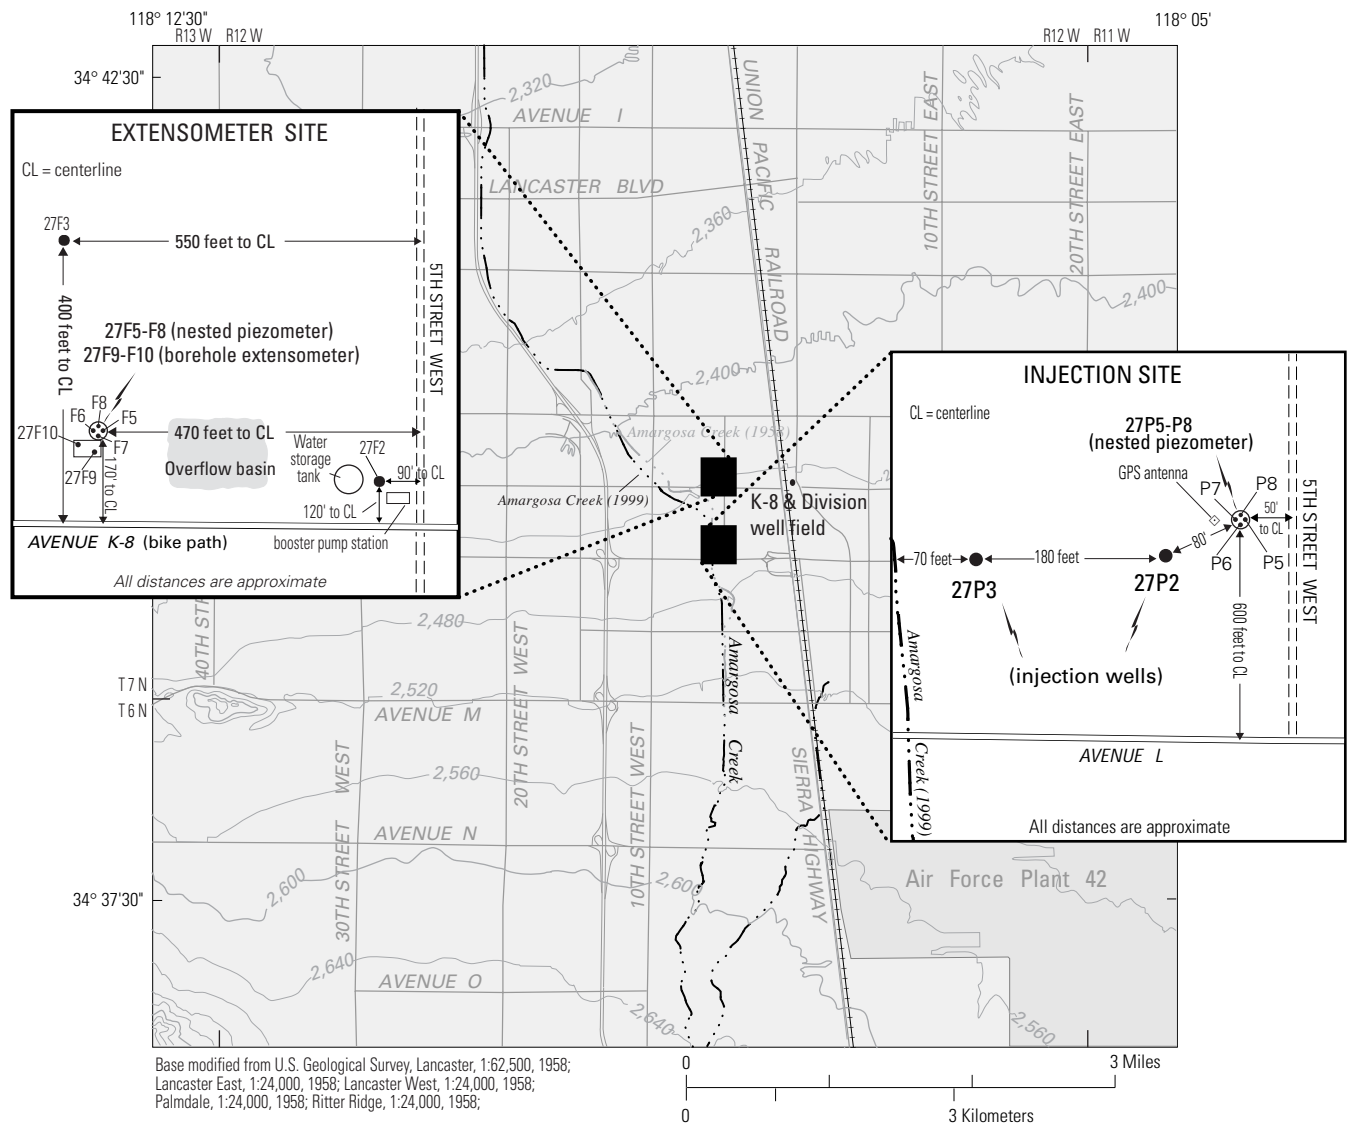 118° 12'30"
118° 05'
R13 W
R12 W
R12 W
R11 W
34° 42'30"
2,320
AVENUE I
UNION PACIFIC RAILROAD
10TH STREET EAST
20TH STREET EAST
LANCASTER BLVD
2,360
2,400
2,400
EXTENSOMETER SITE
CL = centerline
27F3
550 feet to CL
400 feet to CL
5TH STREET WEST
27F5-F8 (nested piezometer)
27F9-F10 (borehole extensometer)
F8
F6
F5
27F10
F7
470 feet to CL
27F9
170' to CL
Overflow basin
Water
storage
tank
27F2
90' to CL
120' to CL
AVENUE K-8 (bike path)
booster pump station
All distances are approximate
Amargosa Creek (1958)
Amargosa Creek (1999)
K-8 & Division
well field
INJECTION SITE
CL = centerline
27P5-P8
(nested piezometer)
GPS antenna
P7
P8
50'
to CL
5TH STREET WEST
80'
P6
P5
70 feet
180 feet
27P3
27P2
600 feet to CL
(injection wells)
Amargosa Creek (1999)
AVENUE L
All distances are approximate
40TH STR
2,480
T 7 N
T 6 N
2,520
AVENUE M
20TH STREET WEST
Amargosa Creek
2,560
SIERRA HIGHWAY
30TH STREET WEST
10TH STREET WEST
AVENUE N
2,600
2,600
Air Force Plant 42
34° 37'30"
2,640
AVENUE O
2,640
2,560
Base modified from U.S. Geological Survey, Lancaster, 1:62,500, 1958;
Lancaster East, 1:24,000, 1958; Lancaster West, 1:24,000, 1958;
Palmdale, 1:24,000, 1958; Ritter Ridge, 1:24,000, 1958;
0
3 Miles
0
3 Kilometers